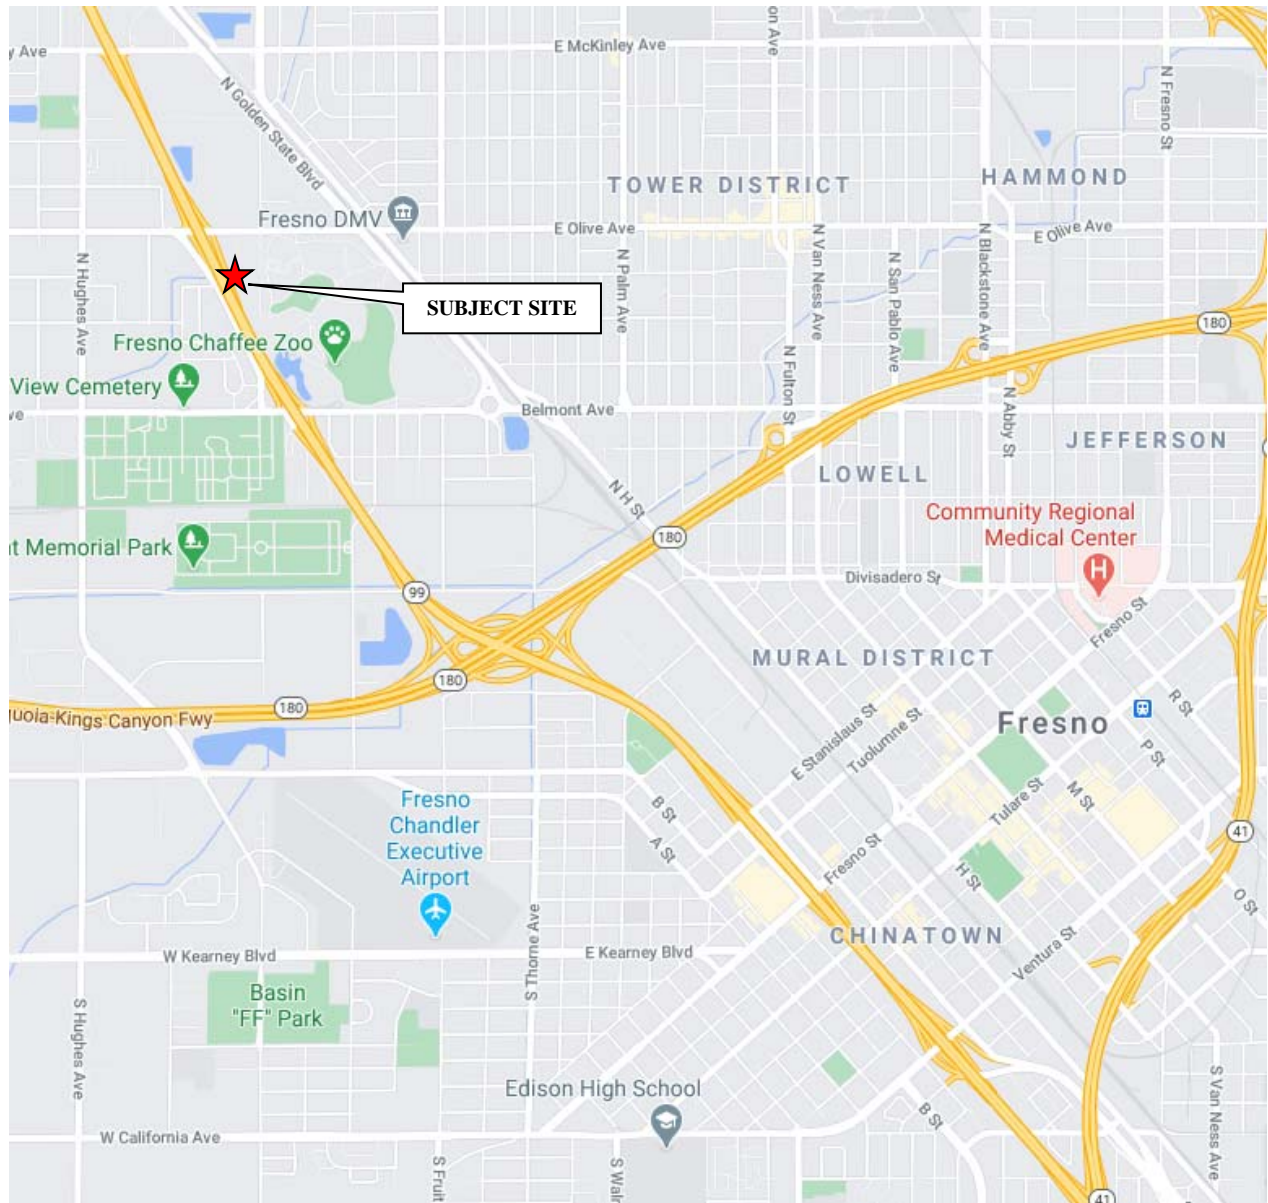 y Ave
E McKinley Ave
on Ave
N Fresno St
N Golden State Blvd
TOWER DISTRICT
HAMMOND
Fresno DMV
E Olive Ave
E Olive Ave
N Hughes Ave
N Palm Ave
N Van Ness Ave
N San Pablo Ave
N Blackstone Ave
SUBJECT SITE
180
Fresno Chaffee Zoo
View Cemetery
N Fulton St
N Abby St
ve
Belmont Ave
JEFFERSON
LOWELL
N H St
Community Regional
Medical Center
180
t Memorial Park
Divisadero St
H
99
Fresno St
MURAL DISTRICT
180
180
uoia-Kings Canyon Fwy
R St
E Stanislaus St
Tuolumne St
Fresno
P St
Fresno
Chandler
Executive
Airport
B St
A St
Tulare St
M St
41
Fresno St
H St
O St
S Thorne Ave
CHINATOWN
W Kearney Blvd
E Kearney Blvd
Ventura St
Basin
"FF" Park
S Hughes Ave
Edison High School
S Van Ness Ave
B St
W California Ave
S Fruit
S Wal
41